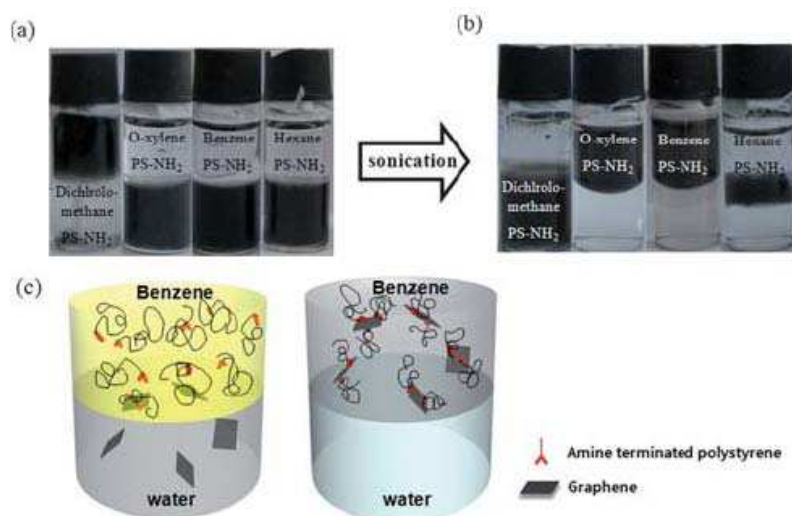 (a)
(b)
O-xylene
PS-NH2
Benzene
PS-NH2
Hexane
PS-NH2
Dichlrolo-
methane
PS-NH2
sonication
O-xylene
PS-NH2
Benzene
PS-NH2
Hexane
PS-NH2
Dichlrolo-
methane
PS-NH2
(c)
Benzene
water
Benzene
water
Amine terminated polystyrene
Graphene